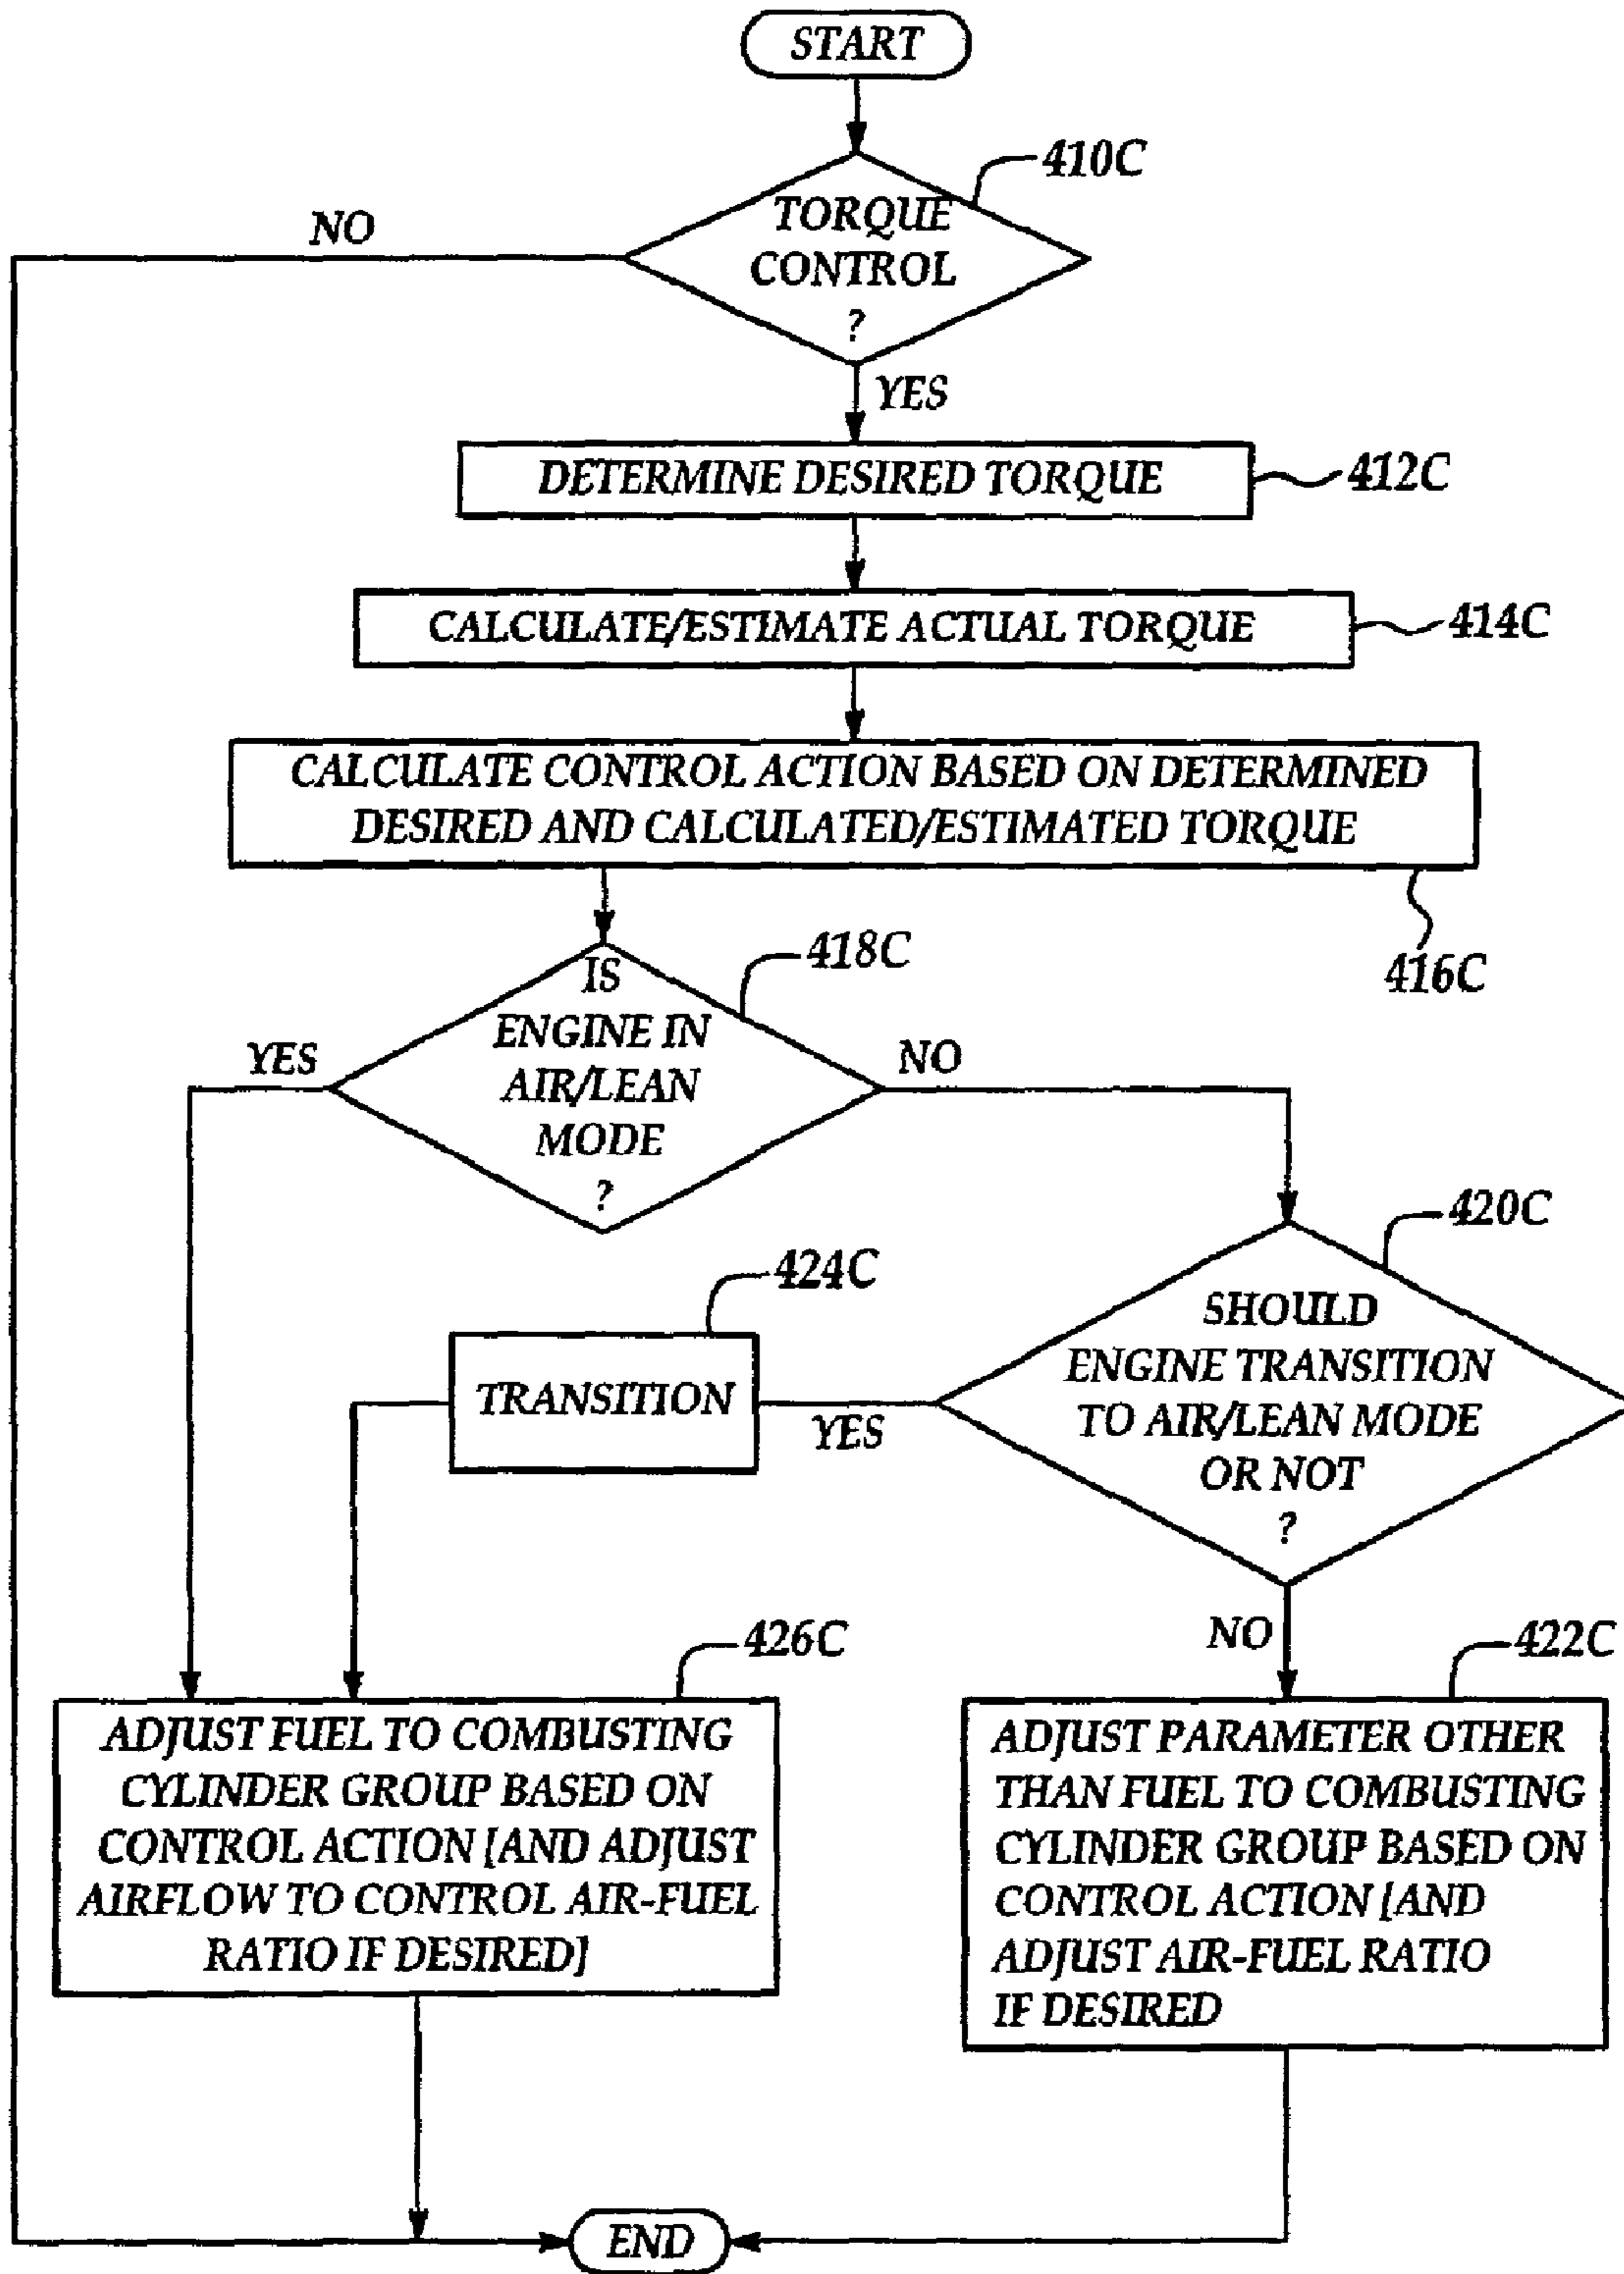 START
410C
TORQUE
CONTROL
?
NO
YES
DETERMINE DESIRED TORQUE
412C
CALCULATE/ESTIMATE ACTUAL TORQUE
414C
CALCULATE CONTROL ACTION BASED ON DETERMINED
DESIRED AND CALCULATED/ESTIMATED TORQUE
416C
418C
IS
ENGINE IN
AIR/LEAN
MODE
?
YES
NO
420C
SHOULD
ENGINE TRANSITION
TO AIR/LEAN MODE
OR NOT
?
424C
TRANSITION
YES
NO
426C
ADJUST FUEL TO COMBUSTING
CYLINDER GROUP BASED ON
CONTROL ACTION [AND ADJUST
AIRFLOW TO CONTROL AIR-FUEL
RATIO IF DESIRED]
422C
ADJUST PARAMETER OTHER
THAN FUEL TO COMBUSTING
CYLINDER GROUP BASED ON
CONTROL ACTION [AND
ADJUST AIR-FUEL RATIO
IF DESIRED
END